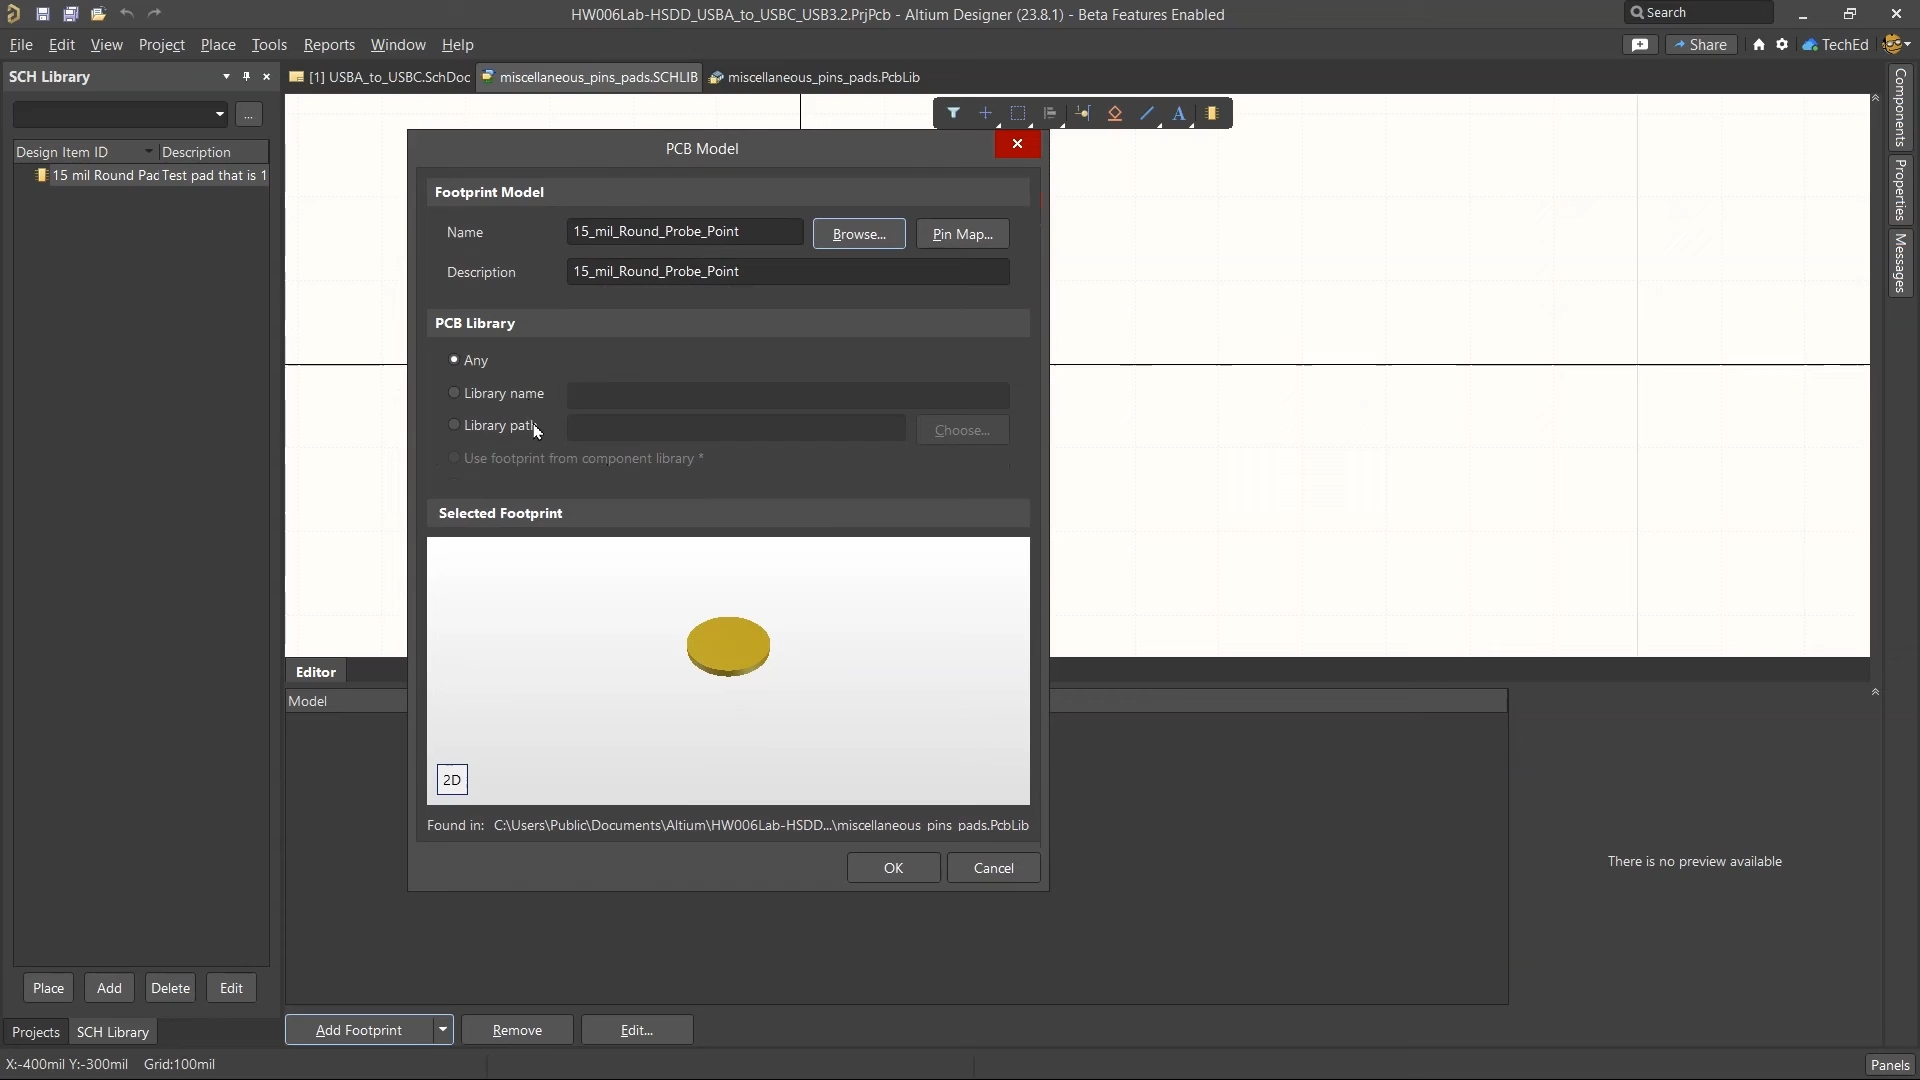 HW006Lab-HSDD_USBA_to_USBC_USB3.2.PrjPcb - Altium Designer (23.8.1) - Beta Features Enabled
Search
File Edit View Project Place Tools Reports Window Help
Share
TechEd
SCH Library
[1] USBA_to_USBC.SchDoc
miscellaneous_pins_pads.SCHLIB
miscellaneous_pins_pads.PcbLib
...
A
Design Item ID
Description
15 mil Round Pac Test pad that is 1
PCB Model
Footprint Model
Name
15_mil_Round_Probe_Point
Browse...
Pin Map...
Description
15_mil_Round_Probe_Point
PCB Library
Any
Library name
Library path
Choose...
Use footprint from component library *
Selected Footprint
2D
Found in: C:\Users\Public\Documents\Altium\HW006Lab-HSDD...\miscellaneous pins pads.PcbLib
OK
Cancel
Editor
Model
There is no preview available
Place
Add
Delete
Edit
Add Footprint
Remove
Edit...
Projects
SCH Library
X:-400mil Y:-300mil Grid:100mil
Panels
Components
Properties
Messages